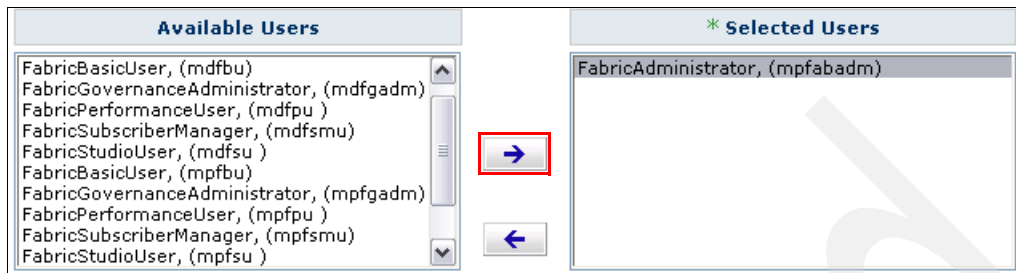 Available Users
FabricBasicUser, (mdfbu)
FabricGovernanceAdministrator, (mdfgadm)
FabricPerformanceUser, (mdfpu )
FabricSubscriberManager, (mdfsmu)
FabricStudioUser, (mdfsu )
FabricBasicUser, (mpfbu)
FabricGovernanceAdministrator, (mpfgadm)
FabricPerformanceUser, (mpfpu )
FabricSubscriberManager, (mpfsmu)
FabricStudioUser, (mpfsu )
* Selected Users
FabricAdministrator, (mpfabadm)